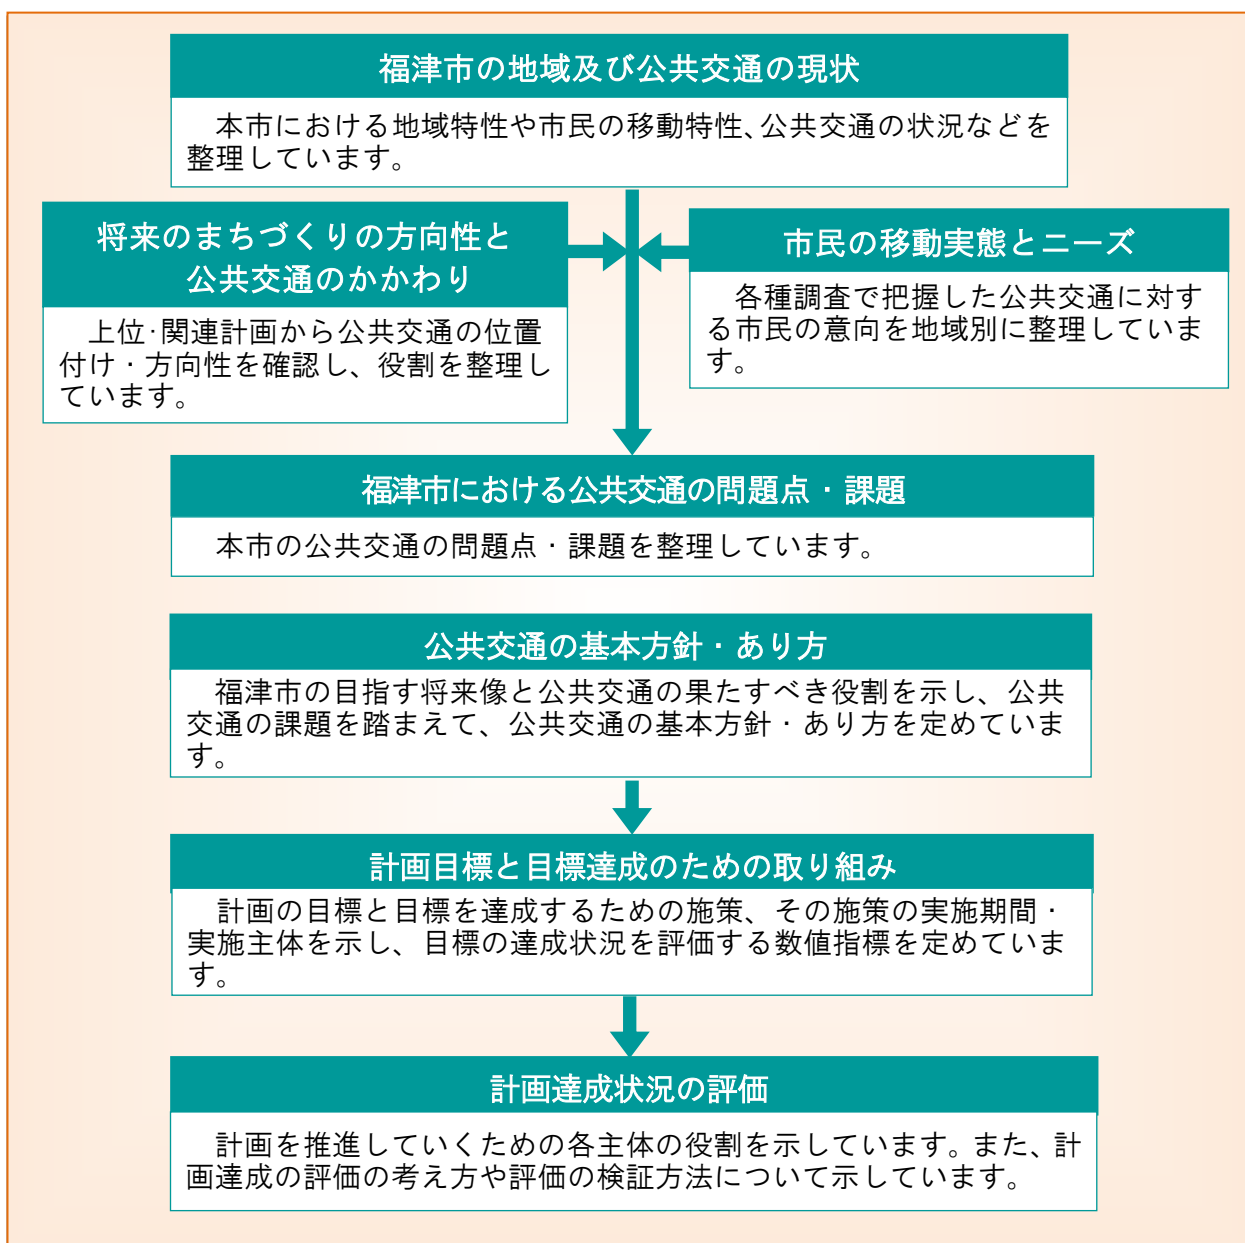 福津市の地域及び公共交通の現状
本市における地域特性や市民の移動特性、公共交通の状況などを
整理しています。
将来のまちづくりの方向性と
公共交通のかかわり
上位・関連計画から公共交通の位置
付け・方向性を確認し、役割を整理し
ています。
市民の移動実態とニーズ
各種調査で把握した公共交通に対す
る市民の意向を地域別に整理していま
す。
福津市における公共交通の問題点・課題
本市の公共交通の問題点・課題を整理しています。
公共交通の基本方針・あり方
福津市の目指す将来像と公共交通の果たすべき役割を示し、公共
交通の課題を踏まえて、公共交通の基本方針・あり方を定めていま
す。
計画目標と目標達成のための取り組み
計画の目標と目標を達成するための施策、その施策の実施期間・
実施主体を示し、目標の達成状況を評価する数値指標を定めていま
す。
計画達成状況の評価
計画を推進していくための各主体の役割を示しています。また、計
画達成の評価の考え方や評価の検証方法について示しています。